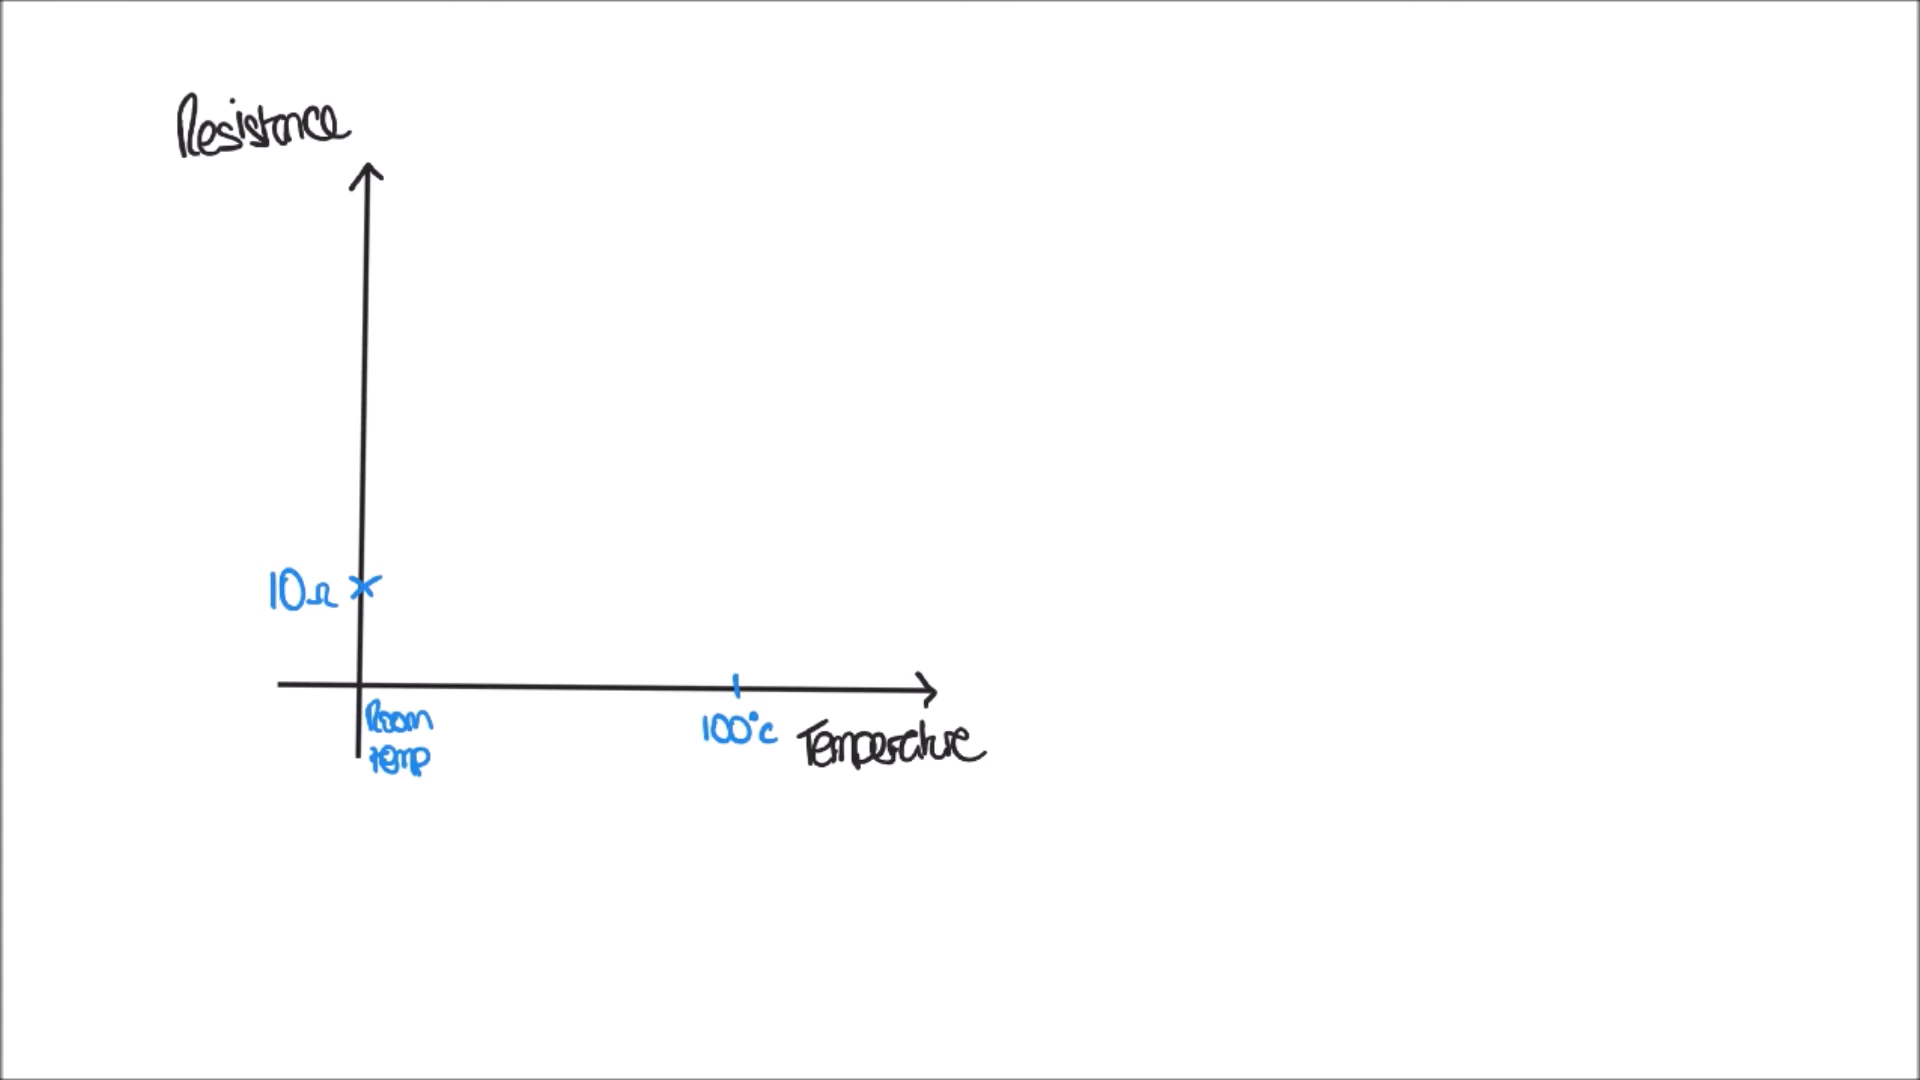 Resistance
10Ω
Room
temp
100°c
Temperature